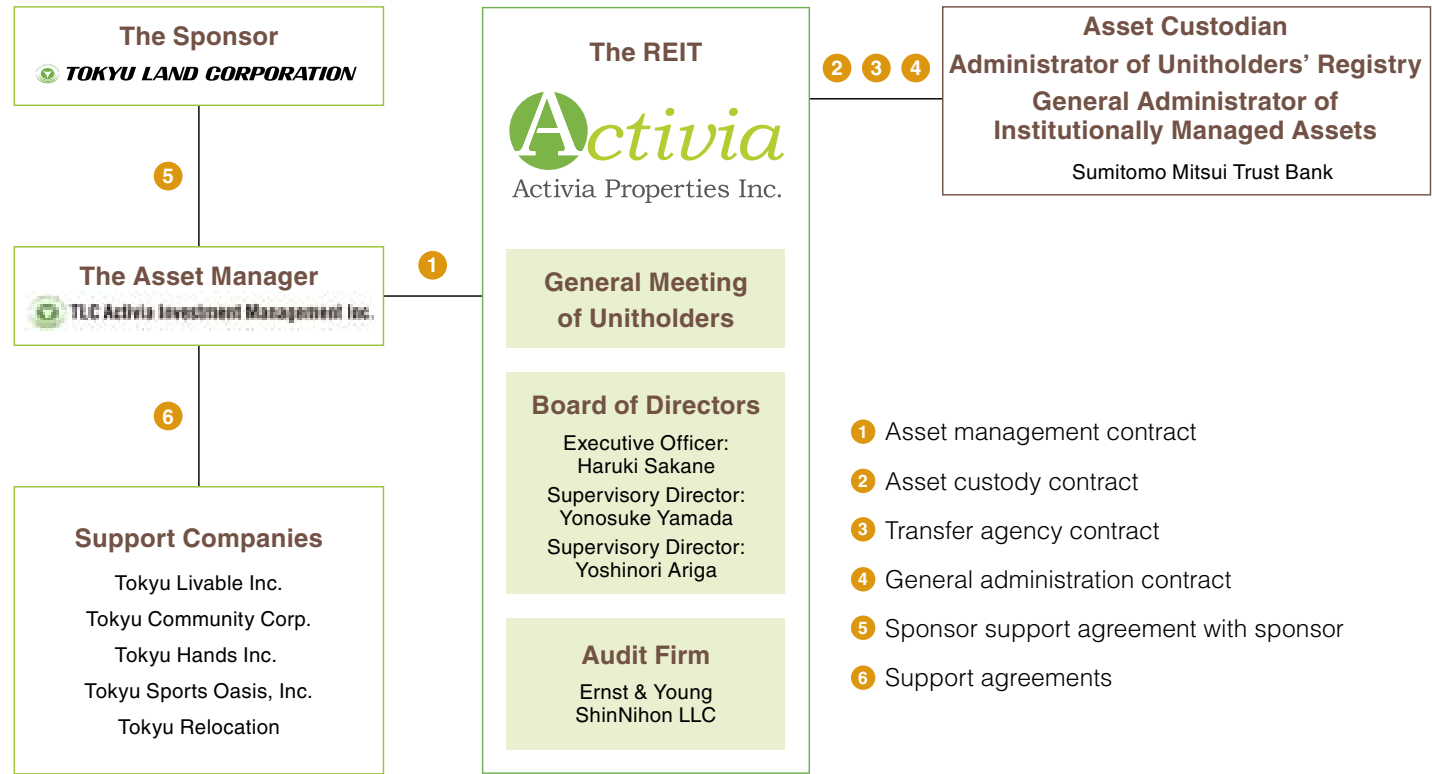 The Sponsor
TOKYU LAND CORPORATION
5
The Asset Manager
TLC Activia Investment Management Inc.
6
Support Companies
Tokyu Livable Inc.
Tokyu Community Corp.
Tokyu Hands Inc.
Tokyu Sports Oasis, Inc.
Tokyu Relocation
1
The REIT
Activia
Activia Properties Inc.
General Meeting
of Unitholders
Board of Directors
Executive Officer:
Haruki Sakane
Supervisory Director:
Yonosuke Yamada
Supervisory Director:
Yoshinori Ariga
Audit Firm
Ernst & Young
ShinNihon LLC
2 3 4
Asset Custodian
Administrator of Unitholders’ Registry
General Administrator of
Institutionally Managed Assets
Sumitomo Mitsui Trust Bank
1 Asset management contract
2 Asset custody contract
3 Transfer agency contract
4 General administration contract
5 Sponsor support agreement with sponsor
6 Support agreements